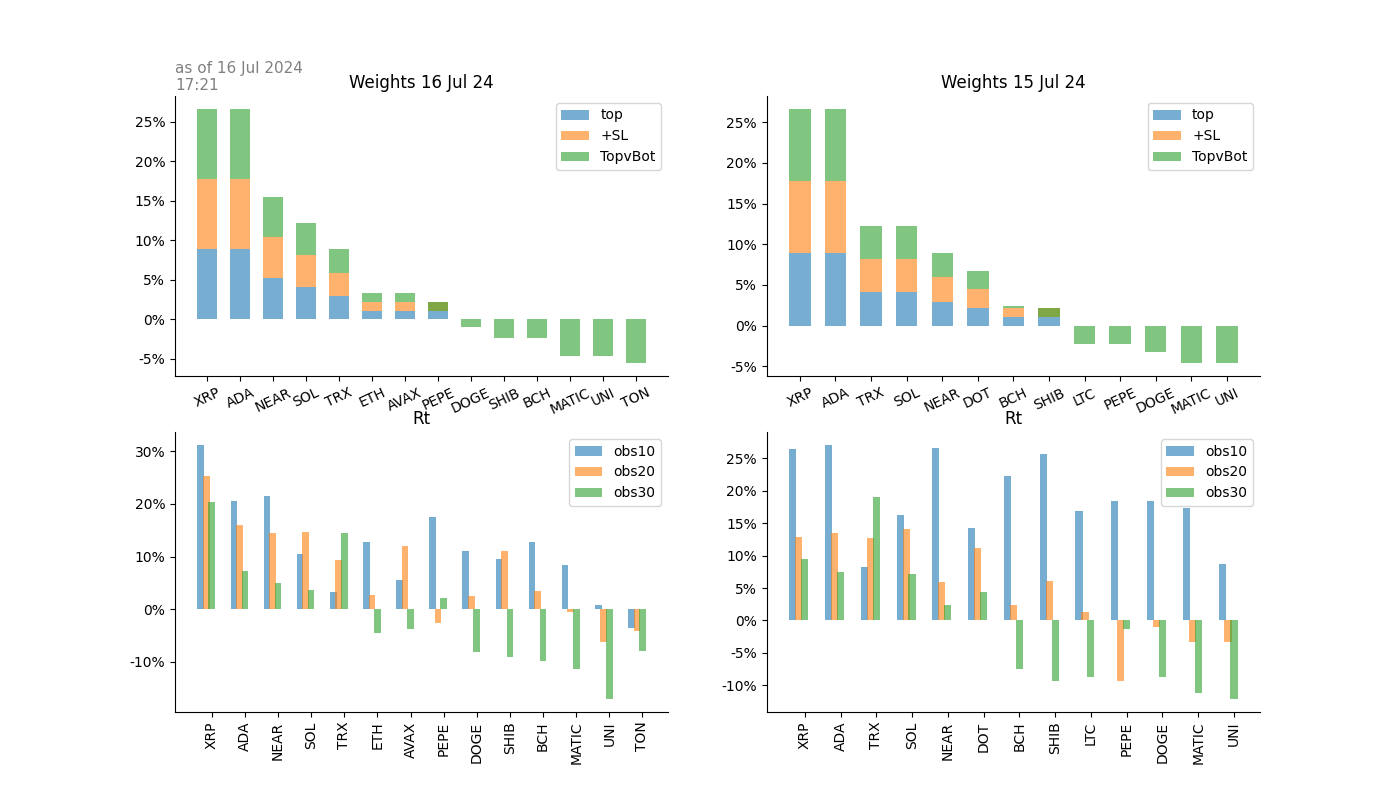 as of 16 Jul 2024
17:21
Weights 16 Jul 24
25%
20%
15%
10%
5%
0%
-5%
top
+SL
TopvBot
XRP ADA NEAR SOL TRX ETH AVAX PEPE DOGE SHIB BCH MATIC UNI TON
Weights 15 Jul 24
25%
20%
15%
10%
5%
0%
-5%
top
+SL
TopvBot
XRP ADA TRX SOL NEAR DOT BCH SHIB LTC PEPE DOGE MATIC UNI
Rt
30%
20%
10%
0%
-10%
obs10
obs20
obs30
XRP ADA NEAR SOL TRX ETH AVAX PEPE DOGE SHIB BCH MATIC UNI TON
Rt
25%
20%
15%
10%
5%
0%
-5%
-10%
obs10
obs20
obs30
XRP ADA TRX SOL NEAR DOT BCH SHIB LTC PEPE DOGE MATIC UNI